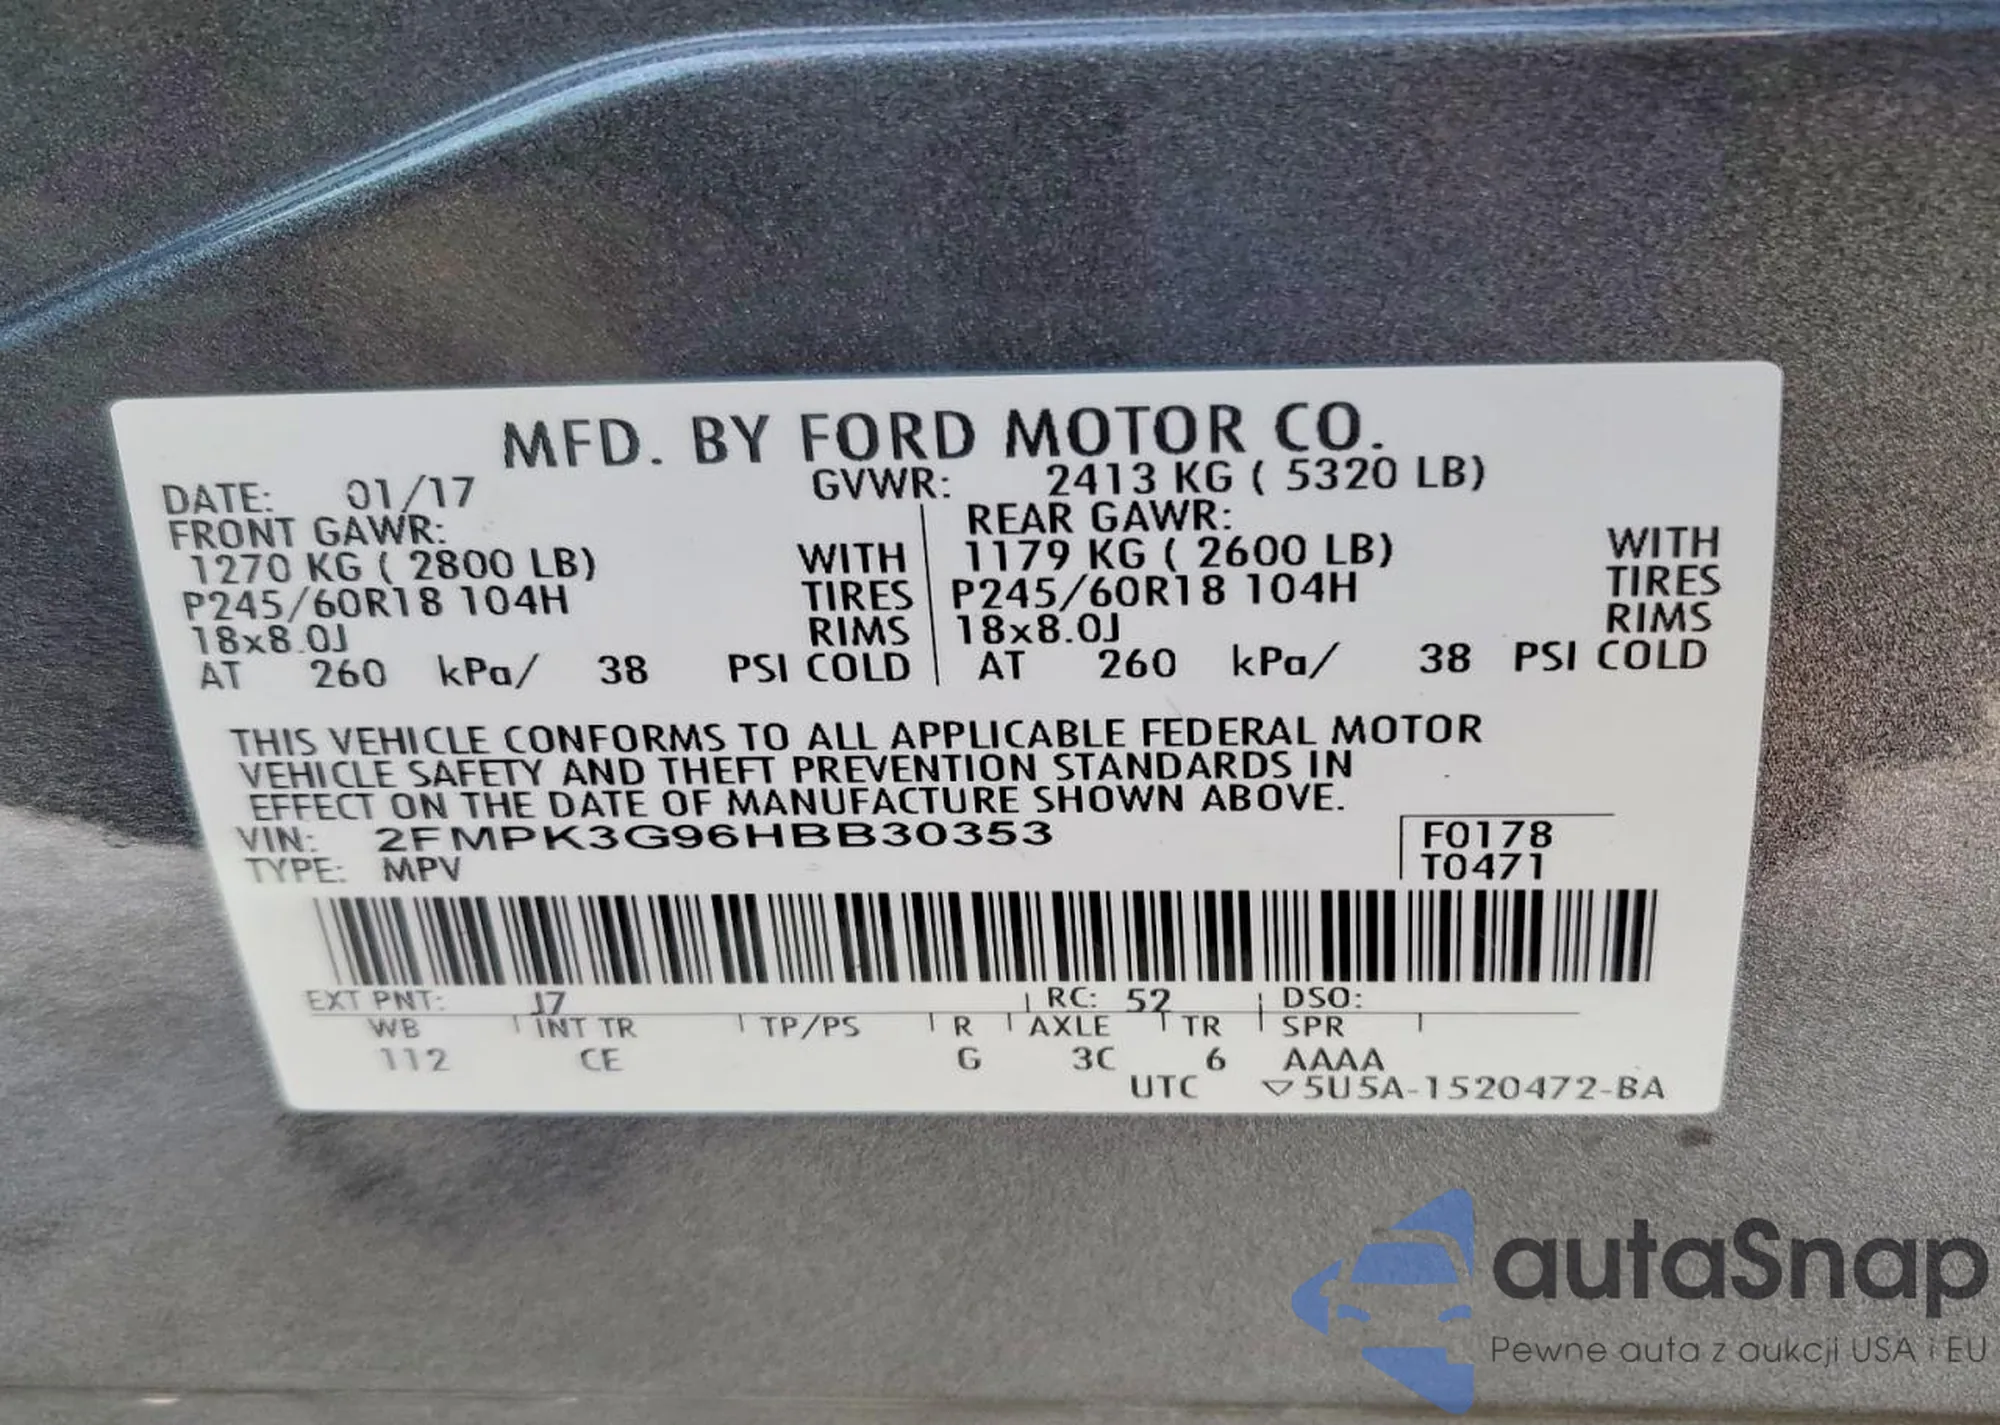 MFD. BY FORD MOTOR CO.
DATE: 01/17 GVWR: 2413 KG ( 5320 LB)
FRONT GAWR: REAR GAWR:
1270 KG ( 2800 LB) WITH 1179 KG ( 2600 LB) WITH
P245/60R18 104H TIRES P245/60R18 104H TIRES
18x8.0J RIMS 18x8.0J RIMS
AT 260 kPa/ 38 PSI COLD AT 260 kPa/ 38 PSI COLD
THIS VEHICLE CONFORMS TO ALL APPLICABLE FEDERAL MOTOR
VEHICLE SAFETY AND THEFT PREVENTION STANDARDS IN
EFFECT ON THE DATE OF MANUFACTURE SHOWN ABOVE.
VIN: 2FMPK3G96HBB30353 F0178
TYPE: MPV T0471
EXT PNT: J7 RC: 52 DSO:
WB INT TR TP/PS R AXLE TR SPR
112 CE G 3C 6 AAAA
UTC ▽5U5A-1520472-BA
autaSnap
Pewne auta z aukcji USA i EU